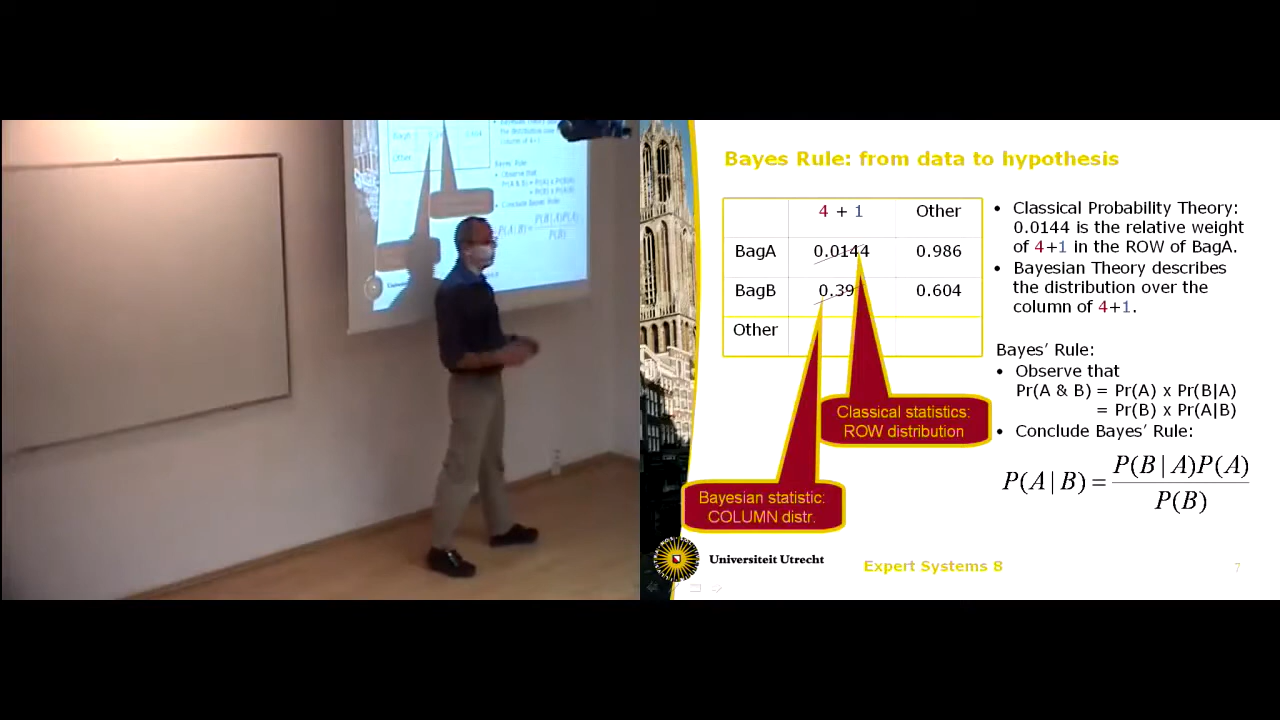 Bayes Rule: from data to hypothesis
4 + 1 Other
BagA 0.0144 0.986
BagB 0.39 0.604
Other
• Classical Probability Theory:
0.0144 is the relative weight
of 4+1 in the ROW of BagA.
• Bayesian Theory describes
the distribution over the
column of 4+1.
Bayes' Rule:
• Observe that
Pr(A & B) = Pr(A) x Pr(B|A)
= Pr(B) x Pr(A|B)
• Conclude Bayes' Rule:
P(A | B) = P(B | A)P(A) / P(B)
Classical statistics:
ROW distribution
Bayesian statistic:
COLUMN distr.
Universiteit Utrecht
Expert Systems 8
7